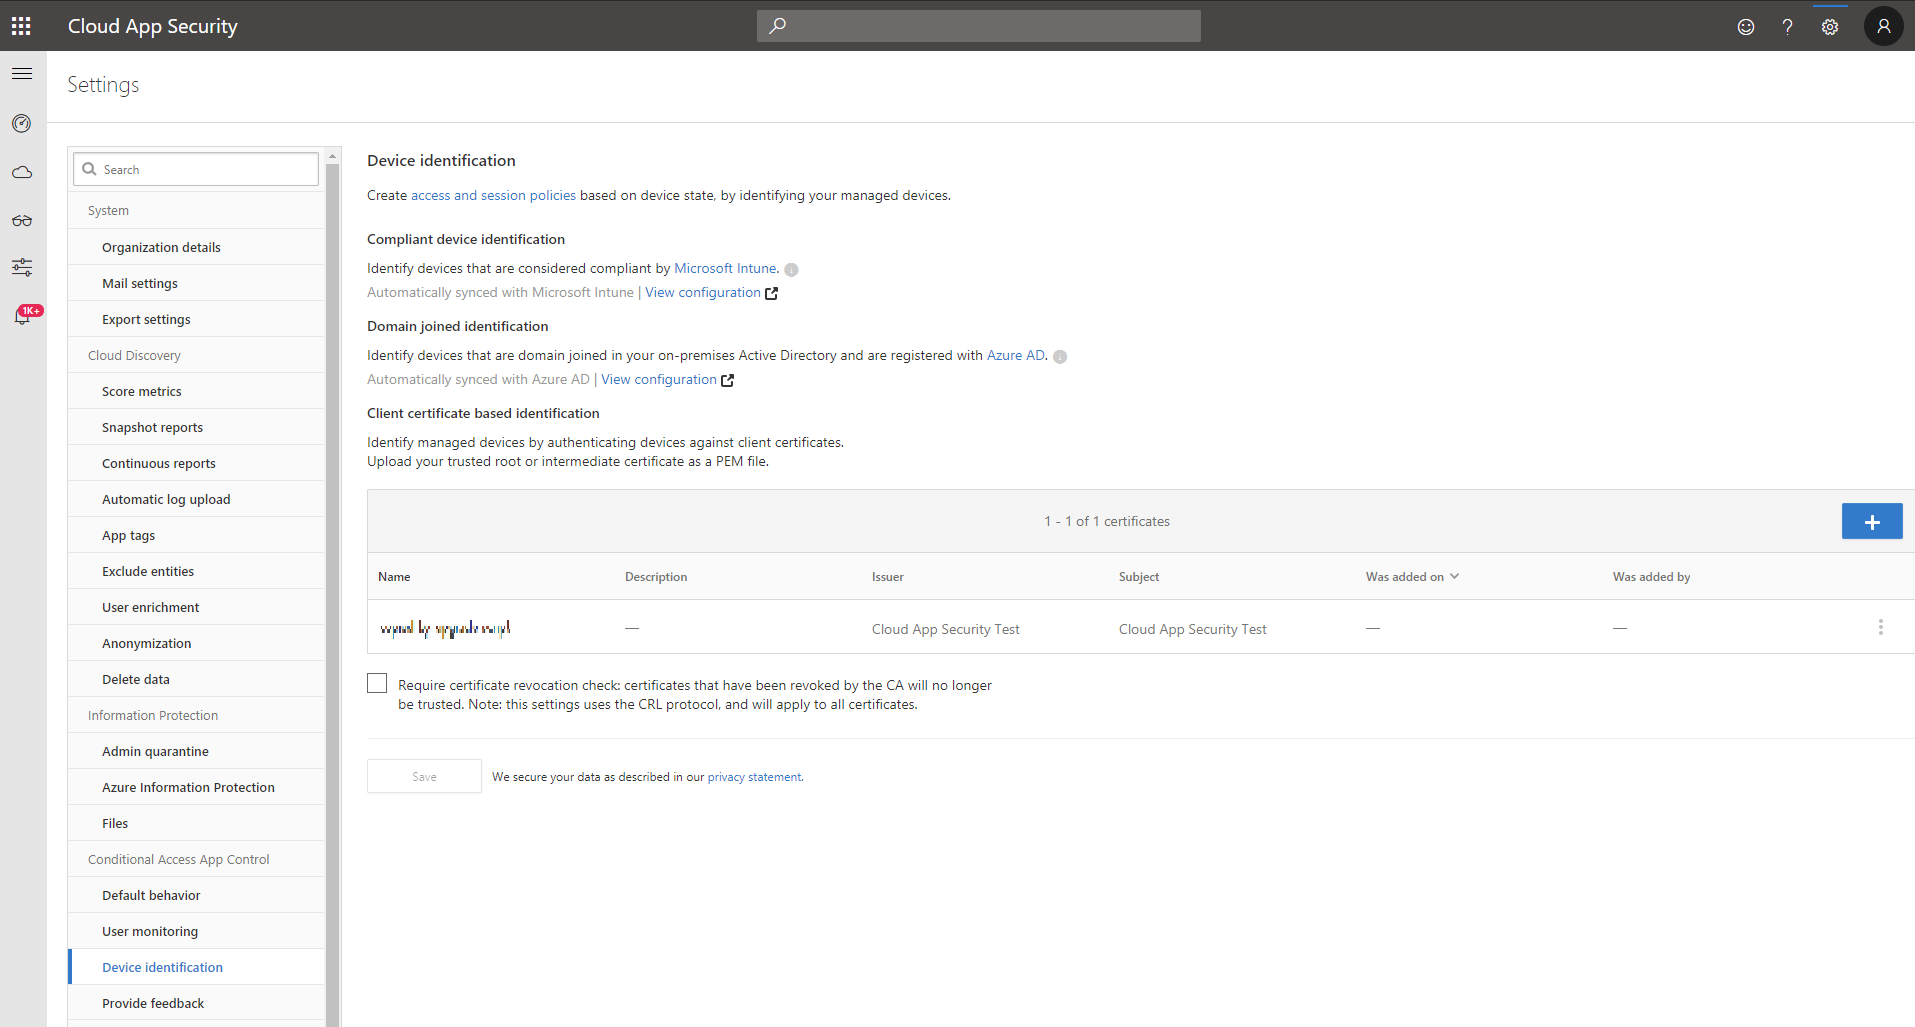 Cloud App Security
Settings
1K+
Search
System
Organization details
Mail settings
Export settings
Cloud Discovery
Score metrics
Snapshot reports
Continuous reports
Automatic log upload
App tags
Exclude entities
User enrichment
Anonymization
Delete data
Information Protection
Admin quarantine
Azure Information Protection
Files
Conditional Access App Control
Default behavior
User monitoring
Device identification
Provide feedback
Device identification
Create access and session policies based on device state, by identifying your managed devices.
Compliant device identification
Identify devices that are considered compliant by Microsoft Intune.
Automatically synced with Microsoft Intune | View configuration
Domain joined identification
Identify devices that are domain joined in your on-premises Active Directory and are registered with Azure AD.
Automatically synced with Azure AD | View configuration
Client certificate based identification
Identify managed devices by authenticating devices against client certificates.
Upload your trusted root or intermediate certificate as a PEM file.
1 - 1 of 1 certificates
Name Description Issuer Subject Was added on Was added by
— Cloud App Security Test Cloud App Security Test — —
Require certificate revocation check: certificates that have been revoked by the CA will no longer
be trusted. Note: this settings uses the CRL protocol, and will apply to all certificates.
Save We secure your data as described in our privacy statement.